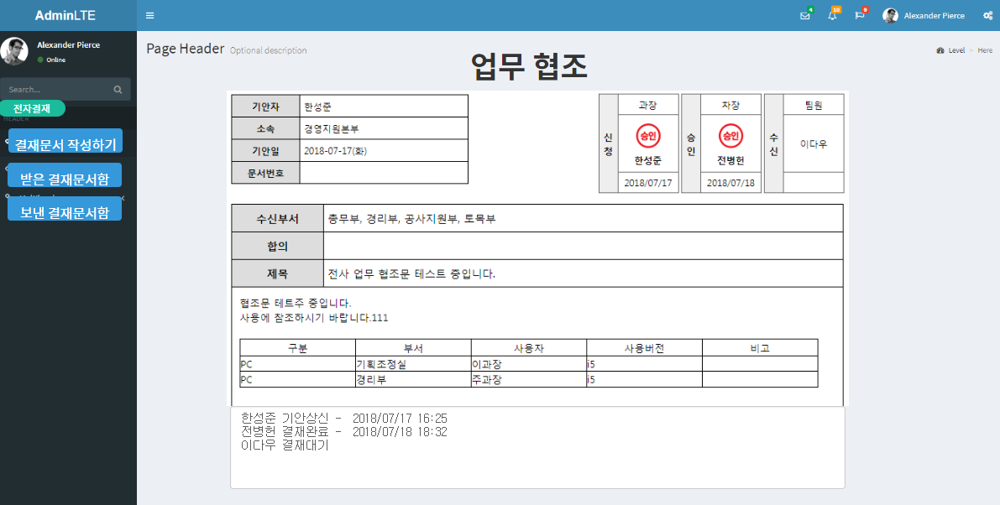 AdminLTE
4
10
9
Alexander Pierce
Alexander Pierce
Online
Search...
전자결재
HEADER
결재문서 작성하기
받은 결재문서함
보낸 결재문서함
Page Header Optional description
Level > Here
업무 협조
기안자 한성준
소속 경영지원본부
기안일 2018-07-17(화)
문서번호
신청 과장 승인 한성준 2018/07/17
승인 차장 승인 전병헌 2018/07/18
수신 팀원 이다우
수신부서 총무부, 경리부, 공사지원부, 토목부
합의
제목 전사 업무 협조문 테스트 중입니다.
협조문 테트주 중입니다.
사용에 참조하시기 바랍니다.111
구분 부서 사용자 사용버전 비고
PC 기획조정실 이과장 i5
PC 경리부 주과장 i5
한성준 기안상신 - 2018/07/17 16:25
전병헌 결재완료 - 2018/07/18 18:32
이다우 결재대기